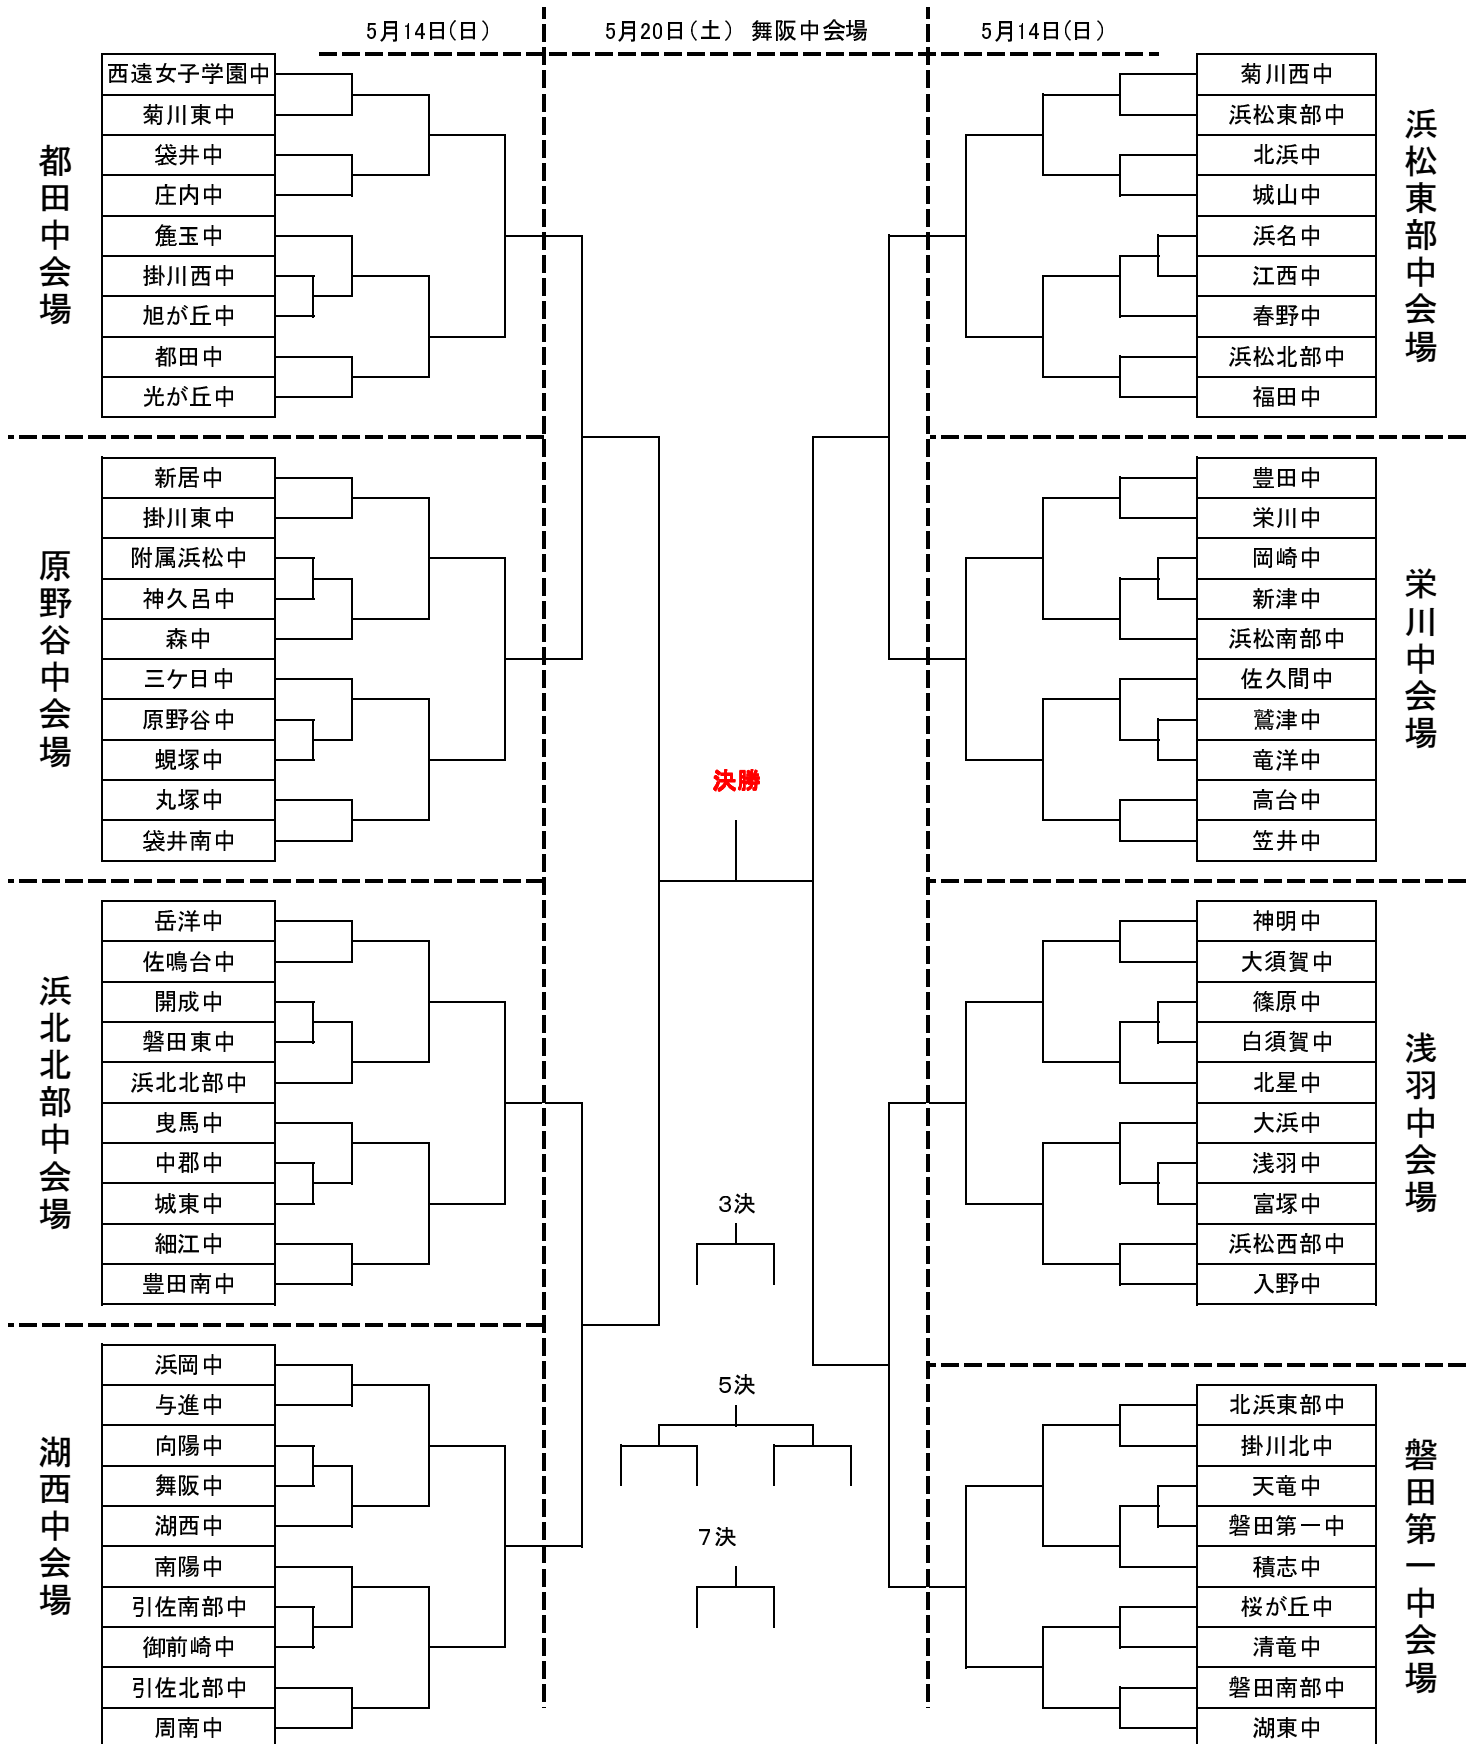 5月14日(日)
5月20日(土) 舞阪中会場
5月14日(日)
都田中会場
西遠女子学園中
菊川東中
袋井中
庄内中
麁玉中
掛川西中
旭が丘中
都田中
光が丘中
原野谷中会場
新居中
掛川東中
附属浜松中
神久呂中
森中
三ケ日中
原野谷中
蜆塚中
丸塚中
袋井南中
浜北北部中会場
岳洋中
佐鳴台中
開成中
磐田東中
浜北北部中
曳馬中
中郡中
城東中
細江中
豊田南中
湖西中会場
浜岡中
与進中
向陽中
舞阪中
湖西中
南陽中
引佐南部中
御前崎中
引佐北部中
周南中
決勝
3決
5決
7決
浜松東部中会場
菊川西中
浜松東部中
北浜中
城山中
浜名中
江西中
春野中
浜松北部中
福田中
栄川中会場
豊田中
栄川中
岡崎中
新津中
浜松南部中
佐久間中
鷲津中
竜洋中
高台中
笠井中
浅羽中会場
神明中
大須賀中
篠原中
白須賀中
北星中
大浜中
浅羽中
富塚中
浜松西部中
入野中
磐田第一中会場
北浜東部中
掛川北中
天竜中
磐田第一中
積志中
桜が丘中
清竜中
磐田南部中
湖東中